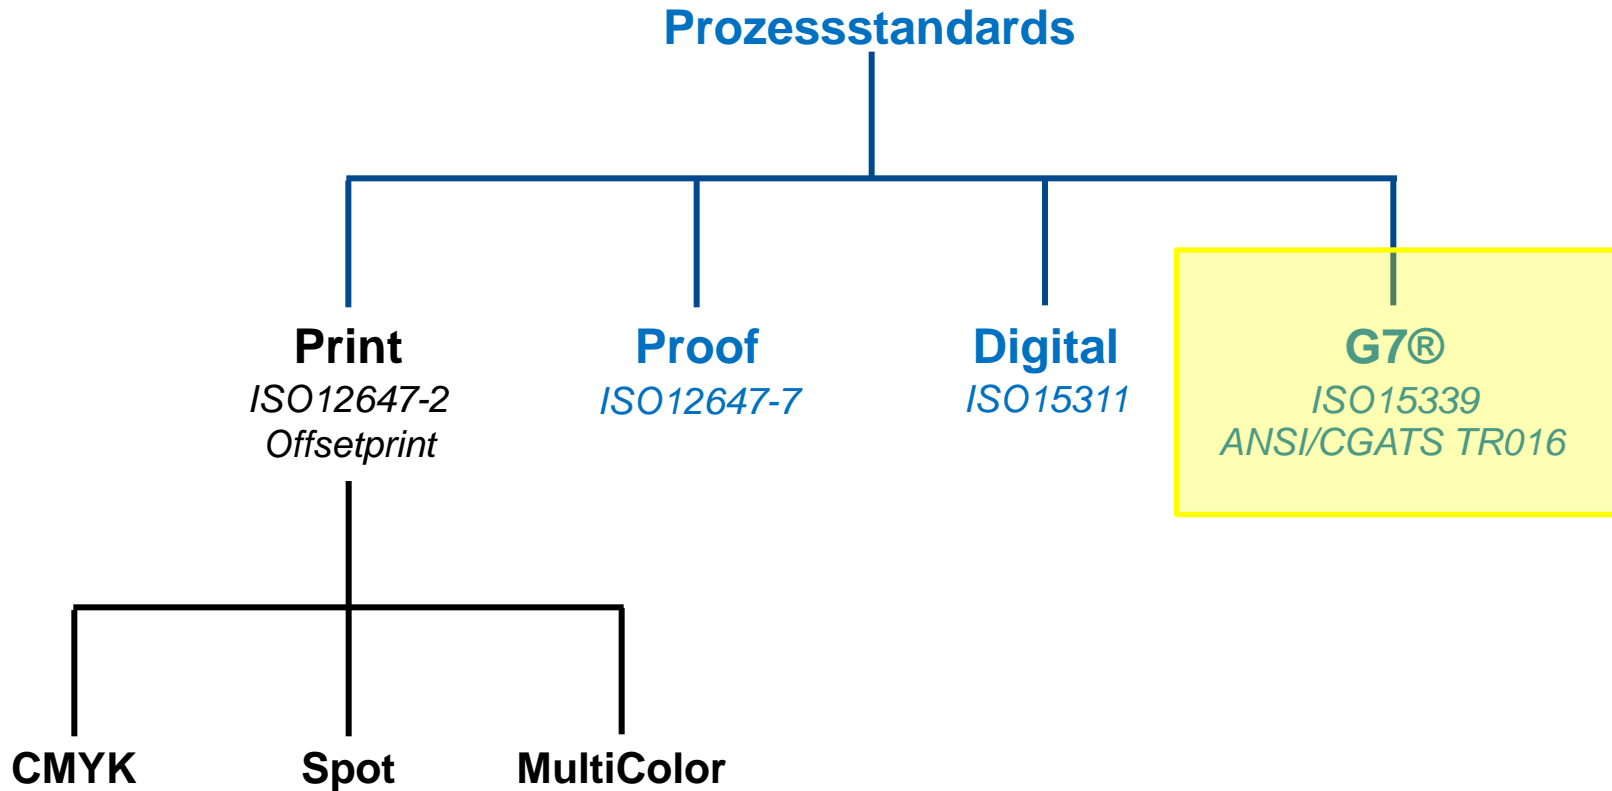 Prozessstandards
Print
ISO12647-2
Offsetprint
Proof
ISO12647-7
Digital
ISO15311
G7®
ISO15339
ANSI/CGATS TR016
CMYK
Spot
MultiColor